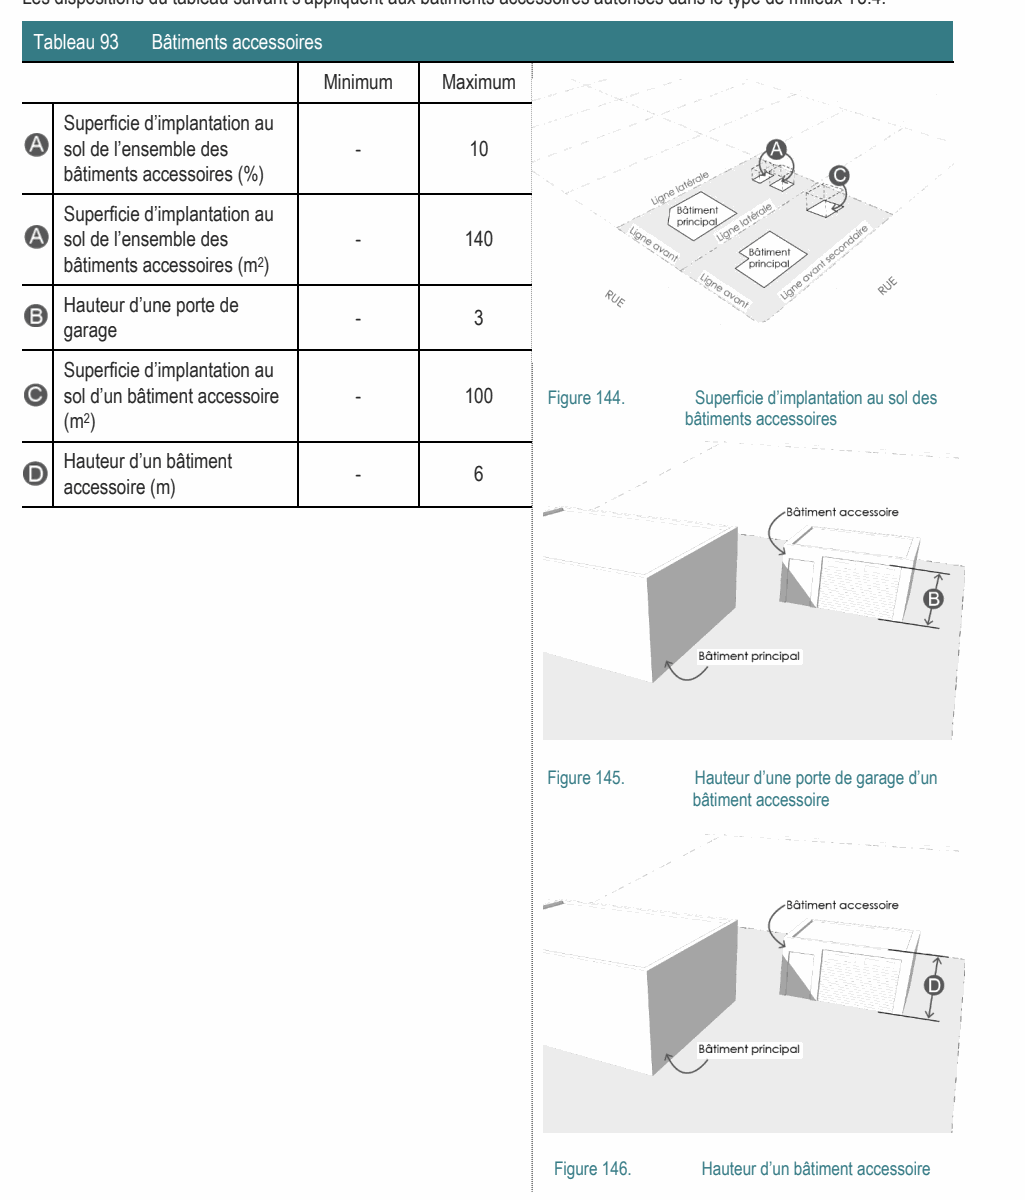 Les dispositions du tableau suivant s'appliquent aux bâtiments accessoires autorisés dans le type de milieux T6.4.
Tableau 93 Bâtiments accessoires
Minimum Maximum
A Superficie d’implantation au
sol de l’ensemble des
bâtiments accessoires (%)
- 10
A Superficie d’implantation au
sol de l’ensemble des
bâtiments accessoires (m2)
- 140
B Hauteur d’une porte de
garage
- 3
C Superficie d’implantation au
sol d’un bâtiment accessoire
(m2)
- 100
D Hauteur d’un bâtiment
accessoire (m)
- 6
A
C
Ligne latérale
Bâtiment
principal
Ligne latérale
Ligne avant
Bâtiment
principal
Ligne avant secondaire
Ligne avant
RUE
RUE
Figure 144. Superficie d’implantation au sol des
bâtiments accessoires
Bâtiment accessoire
B
Bâtiment principal
Figure 145. Hauteur d’une porte de garage d’un
bâtiment accessoire
Bâtiment accessoire
D
Bâtiment principal
Figure 146. Hauteur d’un bâtiment accessoire